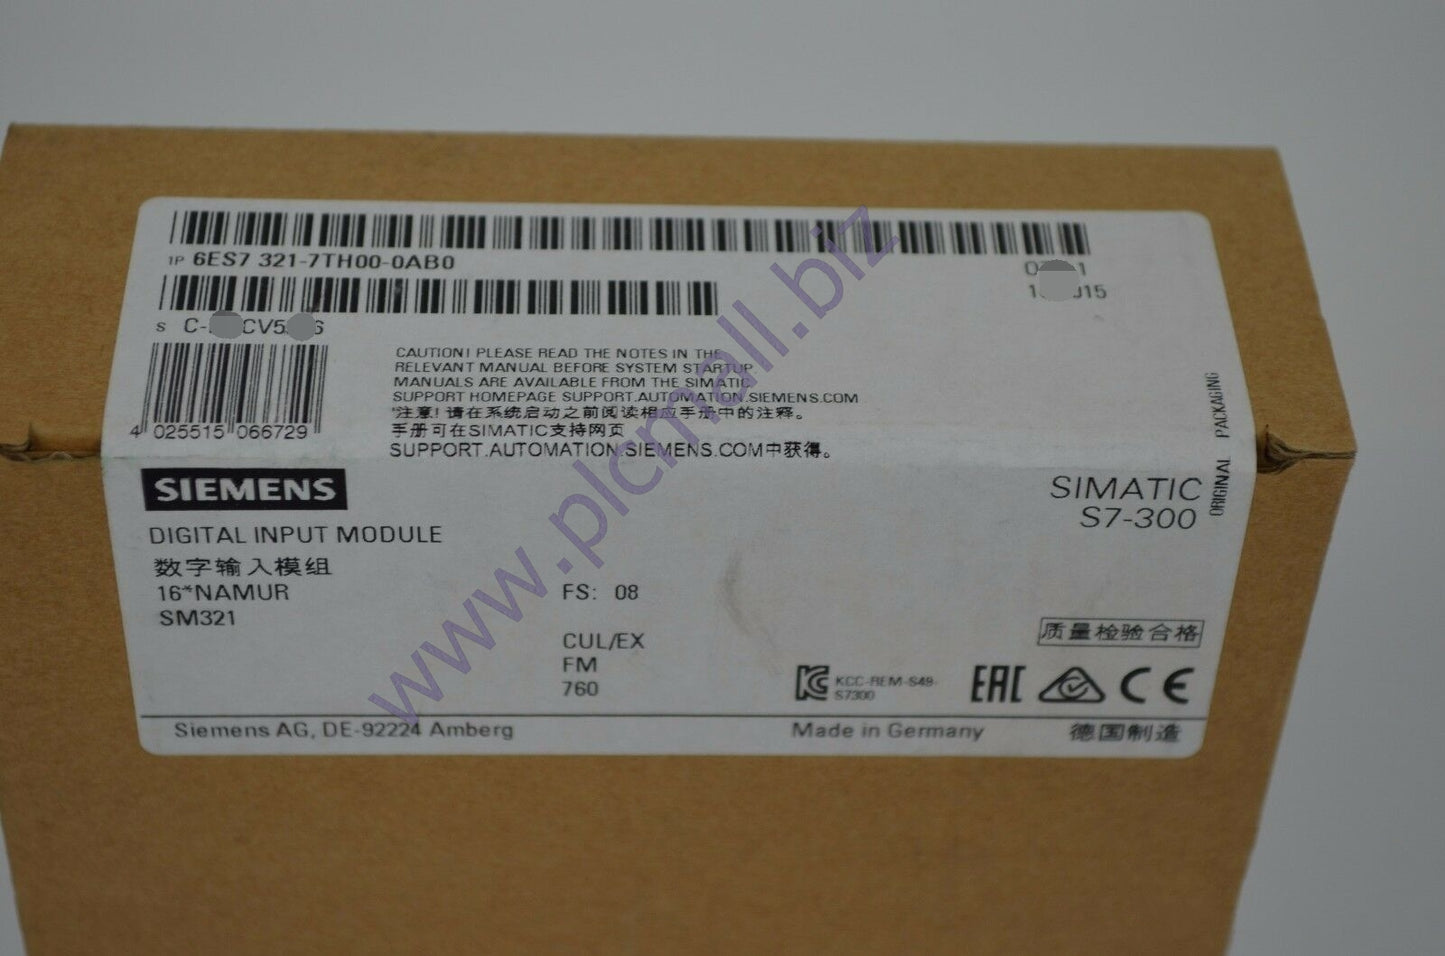 1P 6ES7 321-7TH00-0AB0
CAUTION! PLEASE READ THE NOTES IN THE
RELEVANT MANUAL BEFORE SYSTEM STARTUP
MANUALS ARE AVAILABLE FROM THE SIMATIC
SUPPORT HOMEPAGE SUPPORT.AUTOMATION.SIEMENS.COM
注意!请在系统启动之前阅读相应手册中的注释。
手册可在SIMATIC支持网页
SUPPORT.AUTOMATION.SIEMENS.COM中获得。
4 025515 066729
ORIGINAL PACKAGING
SIEMENS
SIMATIC
S7-300
DIGITAL INPUT MODULE
数字输入模组
16*NAMUR
FS: 08
SM321
CUL/EX
FM
760
质量检验合格
KCC-REM-S49-
S7300
EAC
CE
Siemens AG, DE-92224 Amberg
Made in Germany
德国制造
www.plcmall.biz